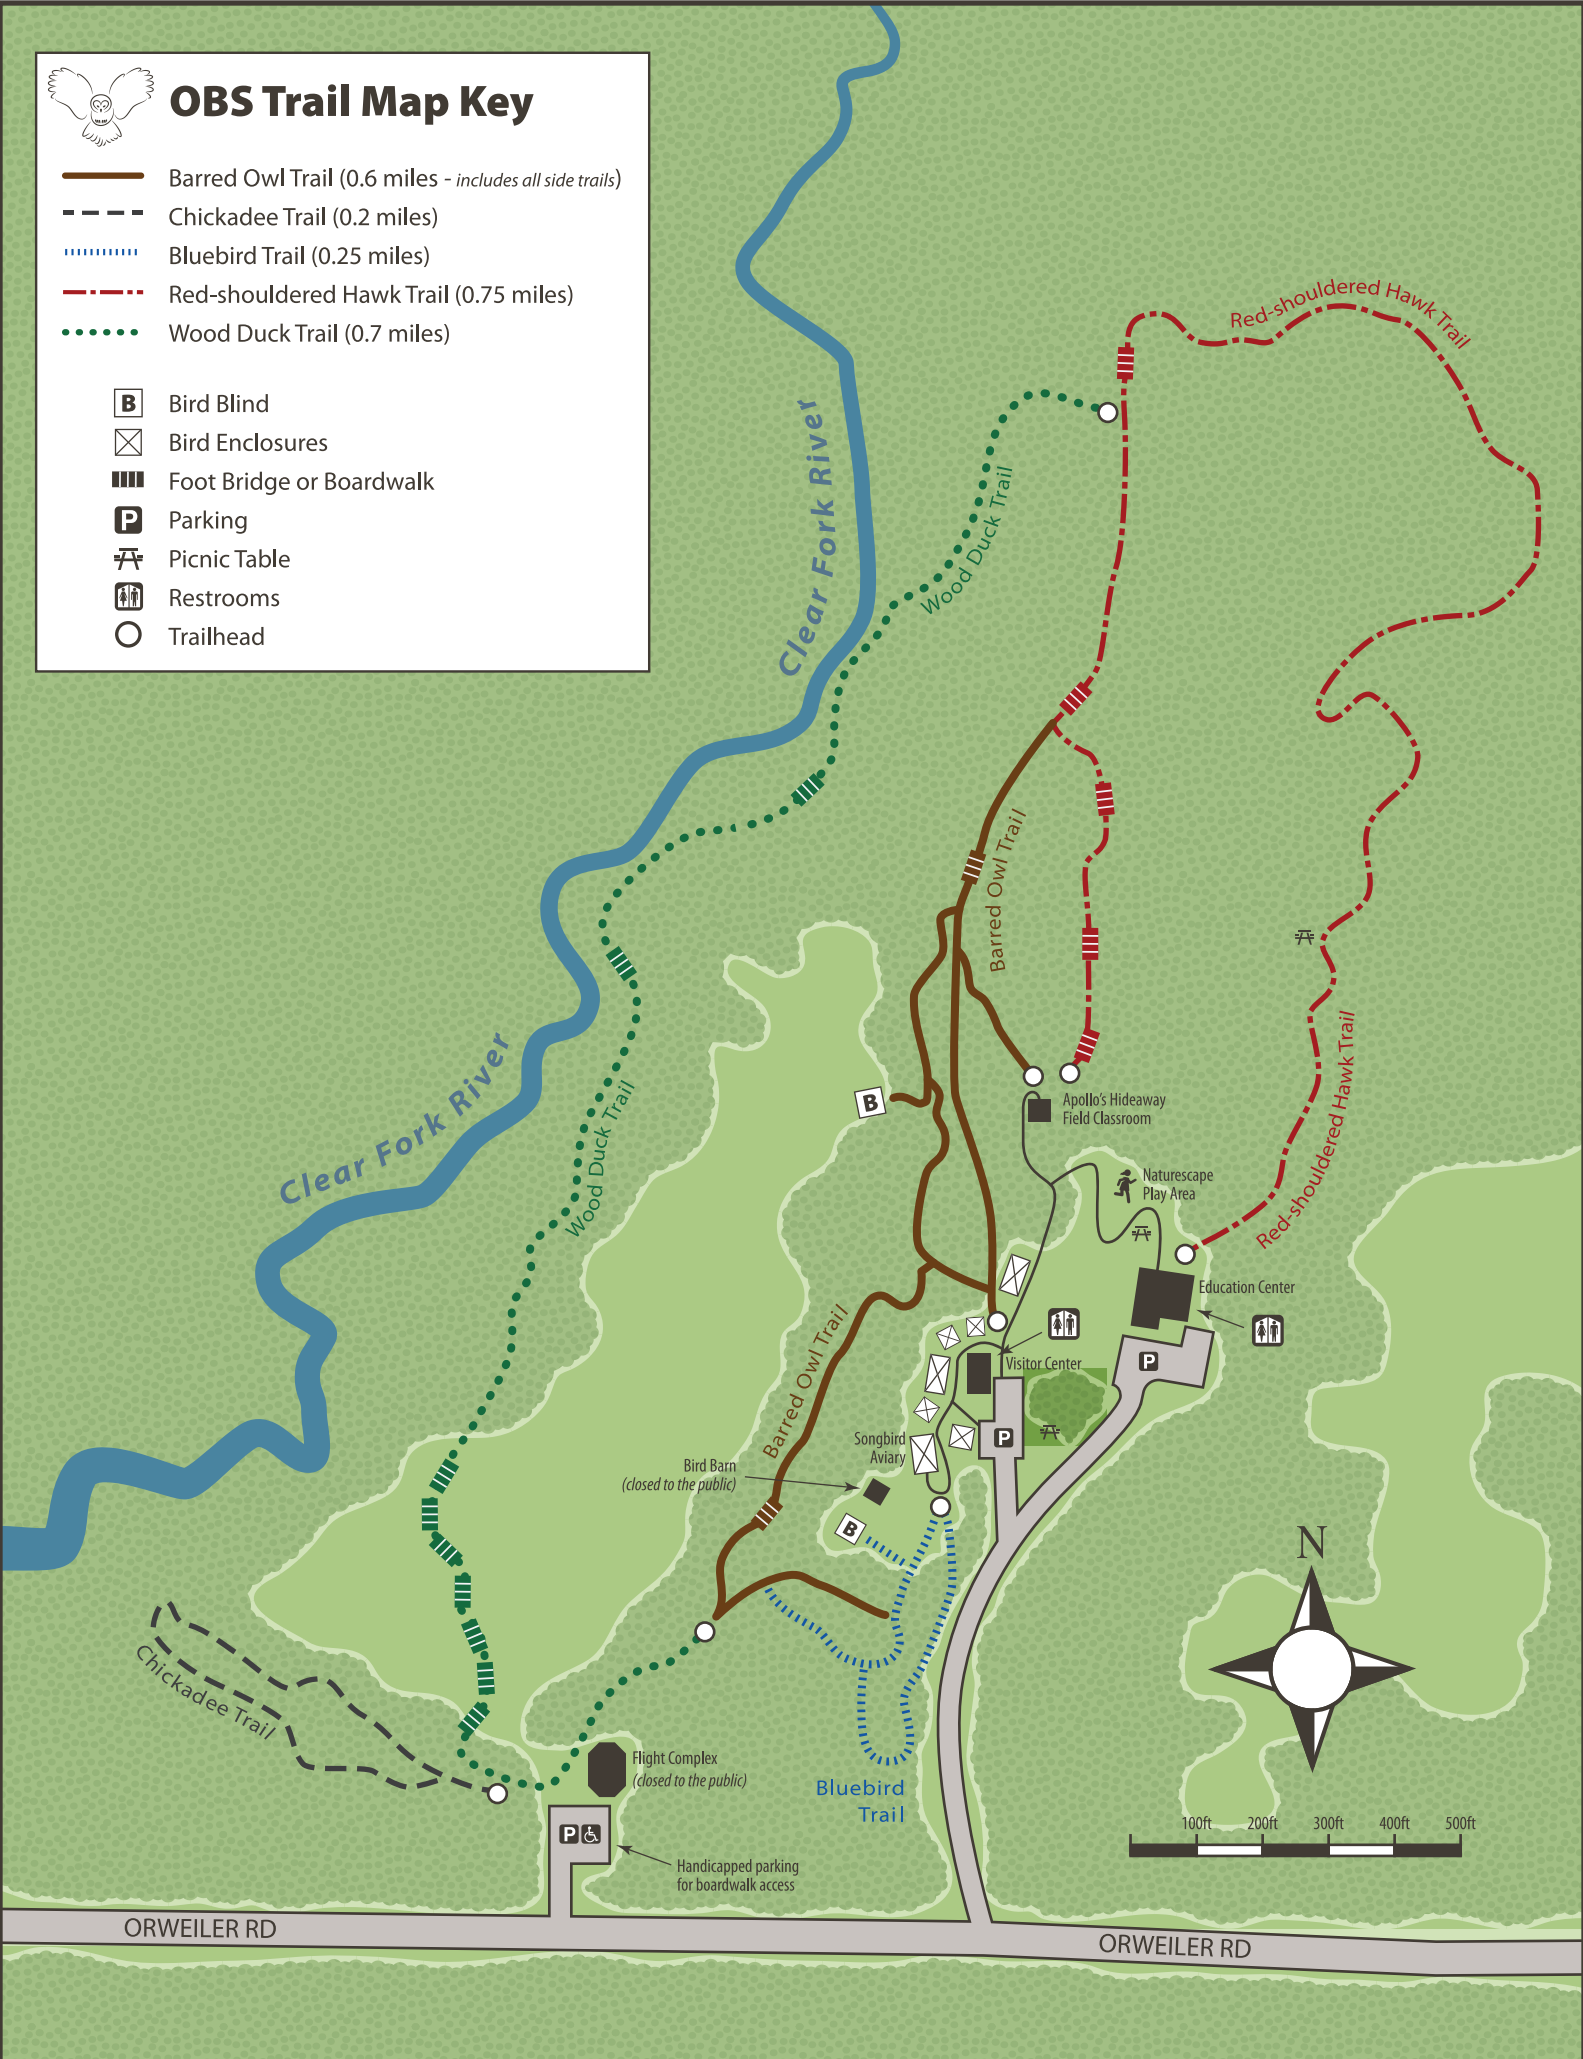 OBS Trail Map Key
Barred Owl Trail (0.6 miles - includes all side trails)
Chickadee Trail (0.2 miles)
Bluebird Trail (0.25 miles)
Red-shouldered Hawk Trail (0.75 miles)
Wood Duck Trail (0.7 miles)
B Bird Blind
Bird Enclosures
Foot Bridge or Boardwalk
P Parking
Picnic Table
Restrooms
Trailhead
Red-shouldered Hawk Trail
Clear Fork River
Wood Duck Trail
Barred Owl Trail
Clear Fork River
Wood Duck Trail
B
Apollo's Hideaway
Field Classroom
Naturescape
Play Area
Red-shouldered Hawk Trail
Education Center
Barred Owl Trail
Visitor Center
P
P
Songbird
Aviary
Bird Barn
(closed to the public)
B
N
Chickadee Trail
Flight Complex
(closed to the public)
Bluebird
Trail
P
Handicapped parking
for boardwalk access
100ft
200ft
300ft
400ft
500ft
ORWEILER RD
ORWEILER RD